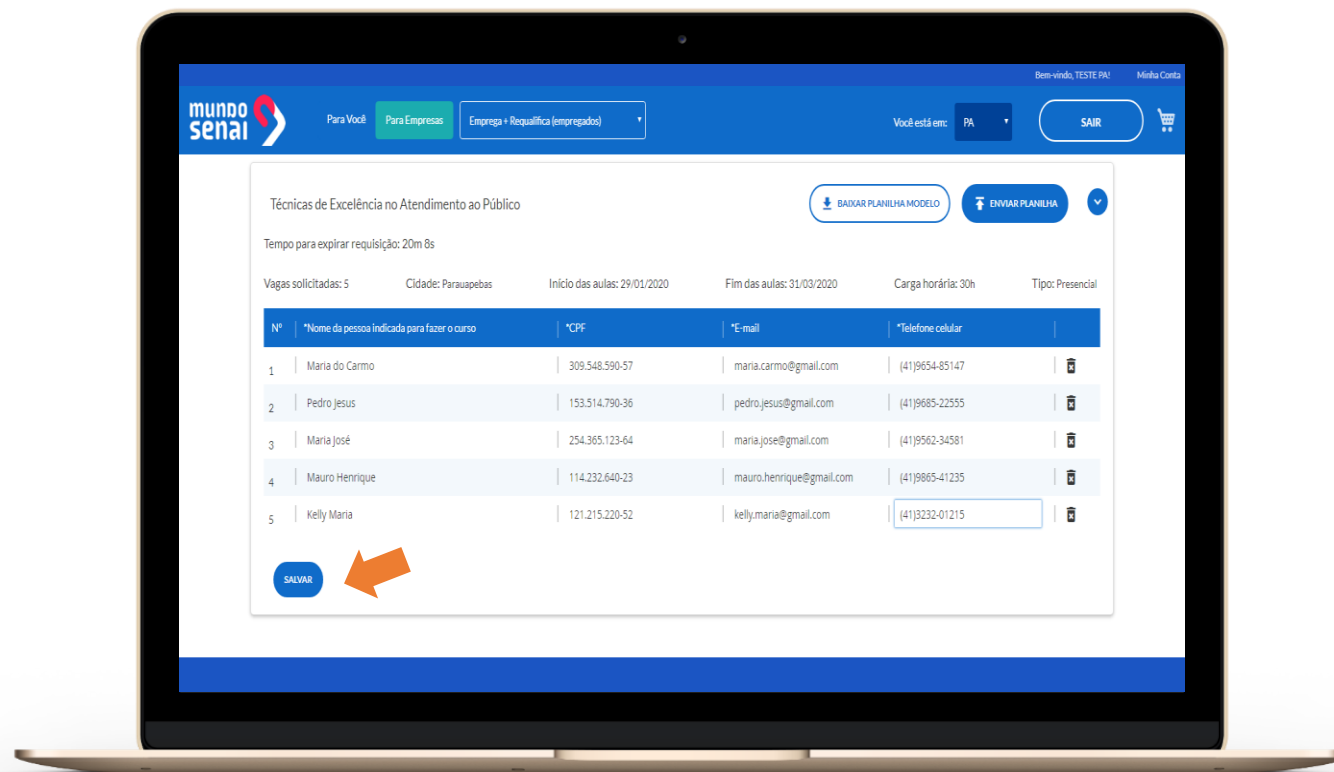 Bem-vindo, TESTE PA! Minha Conta
mundo senai
Para Você Para Empresas Emprega + Requalifica (empregados) Você está em: PA SAIR
Técnicas de Excelência no Atendimento ao Público BAIXAR PLANILHA MODELO ENVIAR PLANILHA
Tempo para expirar requisição: 20m 8s
Vagas solicitadas: 5 Cidade: Parauapebas Início das aulas: 29/01/2020 Fim das aulas: 31/03/2020 Carga horária: 30h Tipo: Presencial
Nº *Nome da pessoa indicada para fazer o curso *CPF *E-mail *Telefone celular
1 Maria do Carmo 309.548.590-57 maria.carmo@gmail.com (41)9654-85147
2 Pedro Jesus 153.514.790-36 pedro.jesus@gmail.com (41)9685-22555
3 Maria José 254.365.123-64 maria.jose@gmail.com (41)9562-34581
4 Mauro Henrique 114.232.640-23 mauro.henrique@gmail.com (41)9865-41235
5 Kelly Maria 121.215.220-52 kelly.maria@gmail.com (41)3232-01215
SALVAR